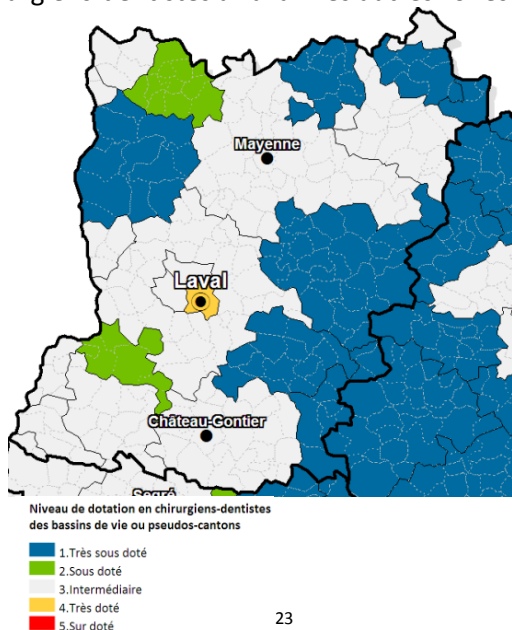 Mayenne
Laval
Château-Gontier
Segré
Niveau de dotation en chirurgiens-dentistes
des bassins de vie ou pseudos-cantons
1.Très sous doté
2.Sous doté
3.Intermédiaire
4.Très doté
5.Sur doté
23